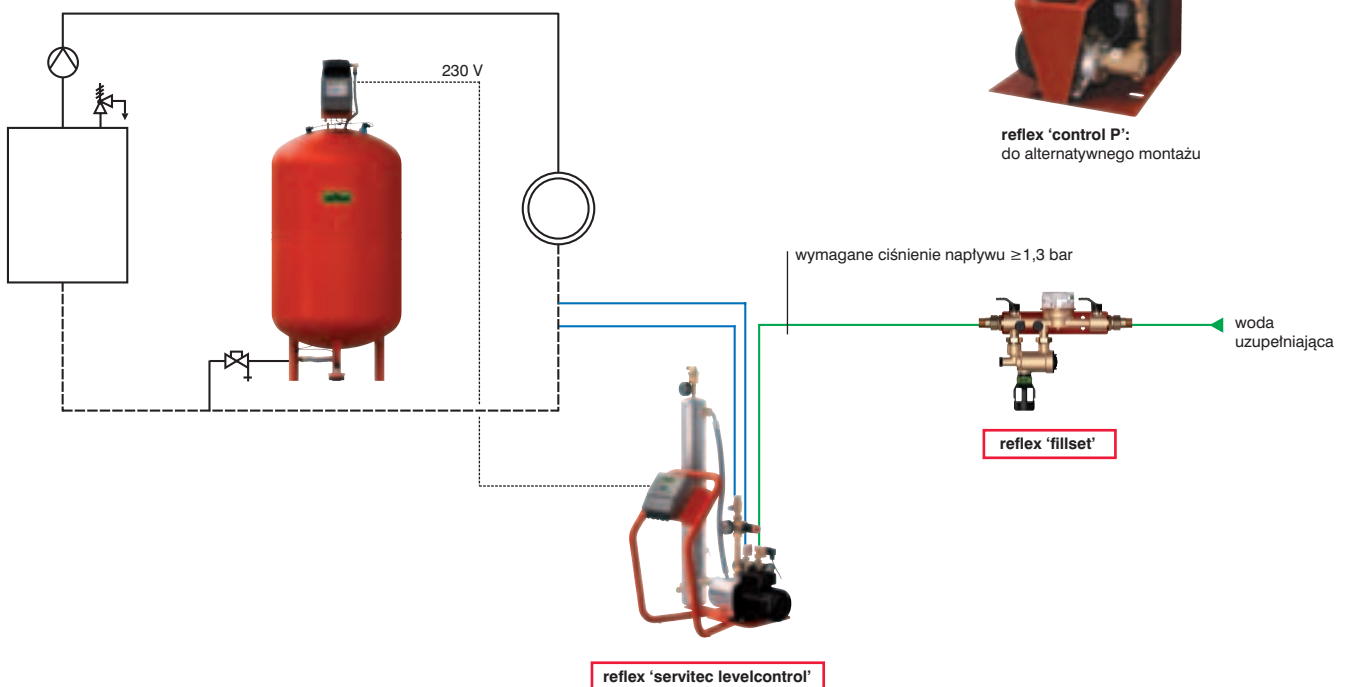 230 V
reflex ‘control P’:
do alternatywnego montażu
wymagane ciśnienie napływu ≥1,3 bar
woda
uzupełniająca
reflex ‘fillset’
reflex ‘servitec levelcontrol’